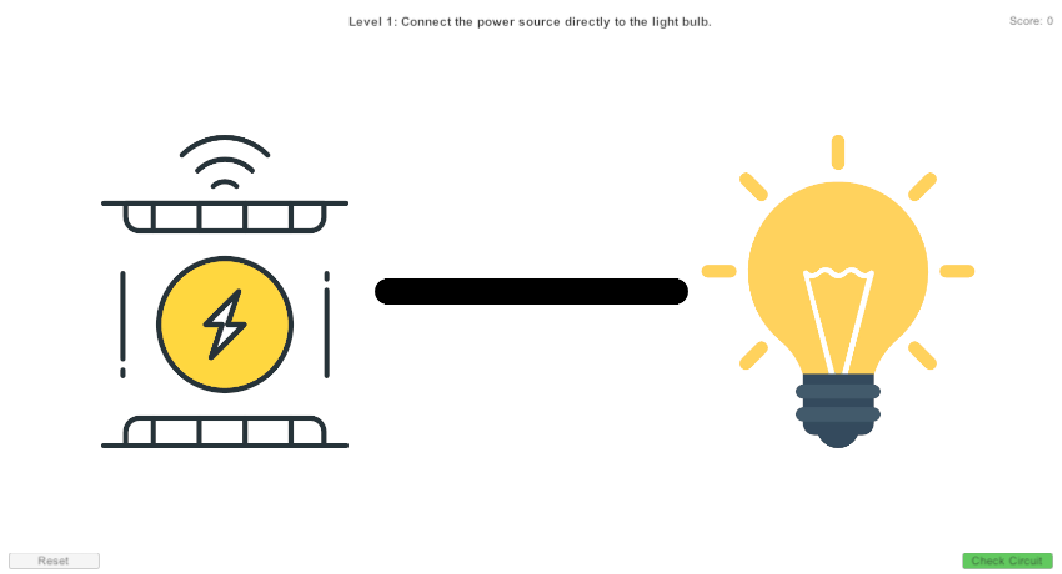 Level 1: Connect the power source directly to the light bulb.
Score: 0
Reset
Check Circuit